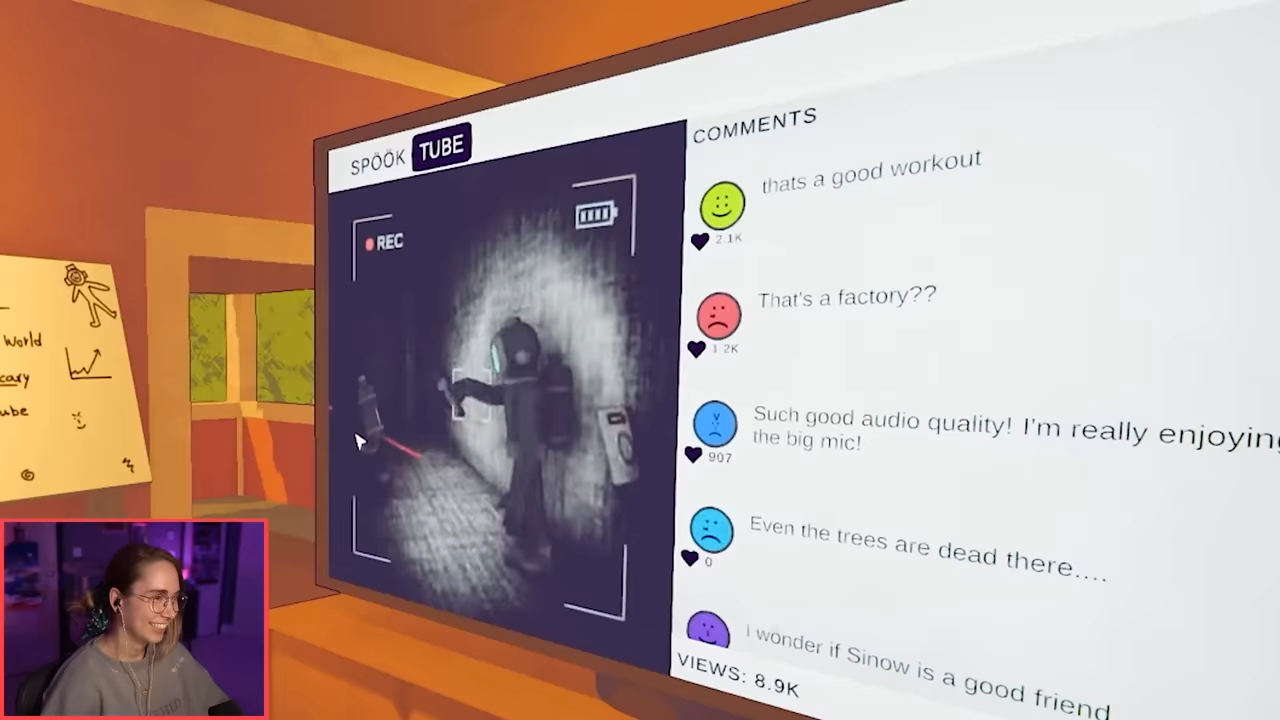 SPÖÖK TUBE
REC
World
cary
ube
COMMENTS
thats a good workout
2.1K
That's a factory??
1.2K
Such good audio quality! I'm really enjoying
the big mic!
907
Even the trees are dead there....
0
i wonder if Sinow is a good friend
VIEWS: 8.9K